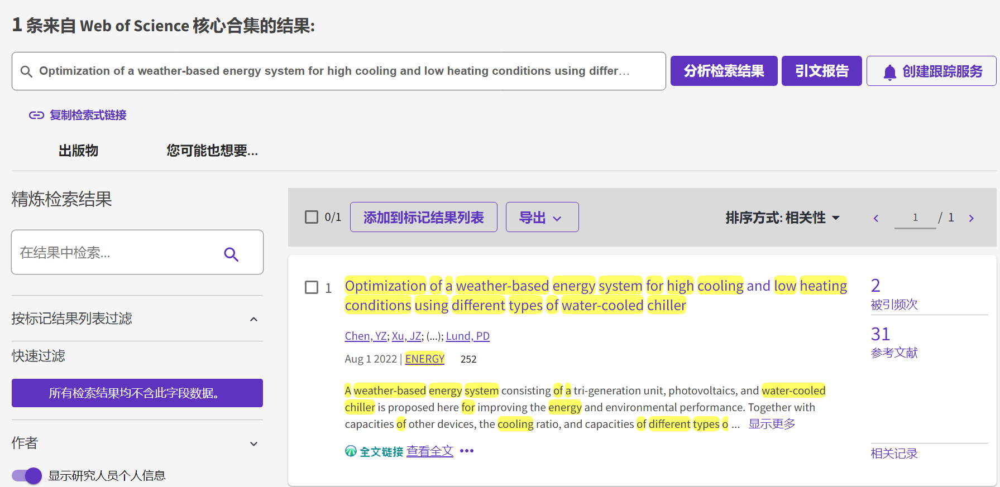 1 条来自 Web of Science 核心合集的结果:
Optimization of a weather-based energy system for high cooling and low heating conditions using differ...
分析检索结果
引文报告
创建跟踪服务
复制检索式链接
出版物
您可能也想要...
精炼检索结果
在结果中检索...
按标记结果列表过滤
快速过滤
所有检索结果均不含此字段数据。
作者
显示研究人员个人信息
0/1
添加到标记结果列表
导出
排序方式: 相关性
1 / 1
1
Optimization of a weather-based energy system for high cooling and low heating
conditions using different types of water-cooled chiller
Chen, YZ; Xu, JZ; (...); Lund, PD
Aug 1 2022 | ENERGY 252
A weather-based energy system consisting of a tri-generation unit, photovoltaics, and water-cooled
chiller is proposed here for improving the energy and environmental performance. Together with
capacities of other devices, the cooling ratio, and capacities of different types o ... 显示更多
全文链接 查看全文
2
被引频次
31
参考文献
相关记录